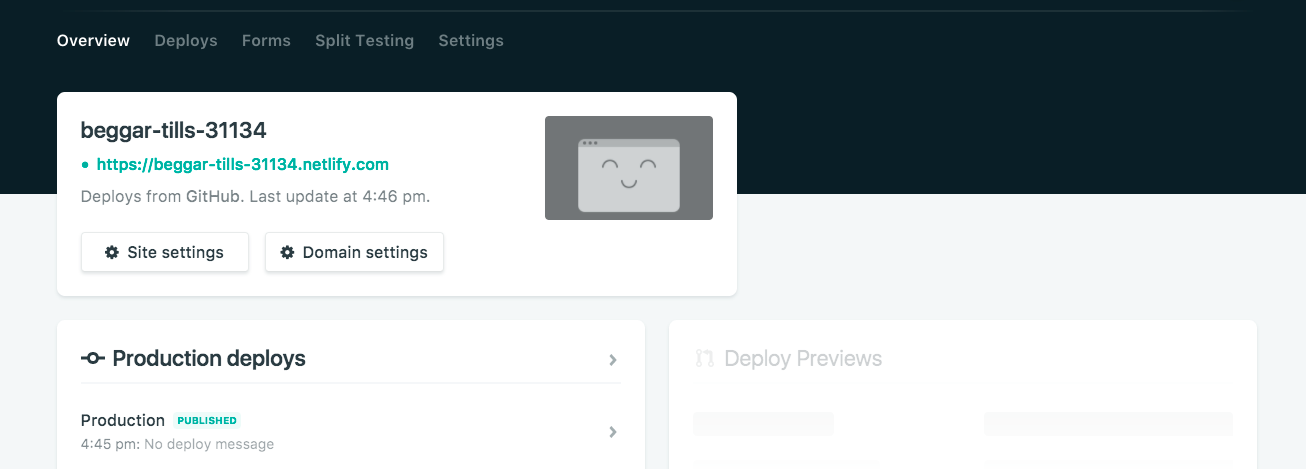 Overview Deploys Forms Split Testing Settings
beggar-tills-31134
https://beggar-tills-31134.netlify.com
Deploys from GitHub. Last update at 4:46 pm.
Site settings Domain settings
Production deploys
Deploy Previews
Production PUBLISHED
4:45 pm: No deploy message